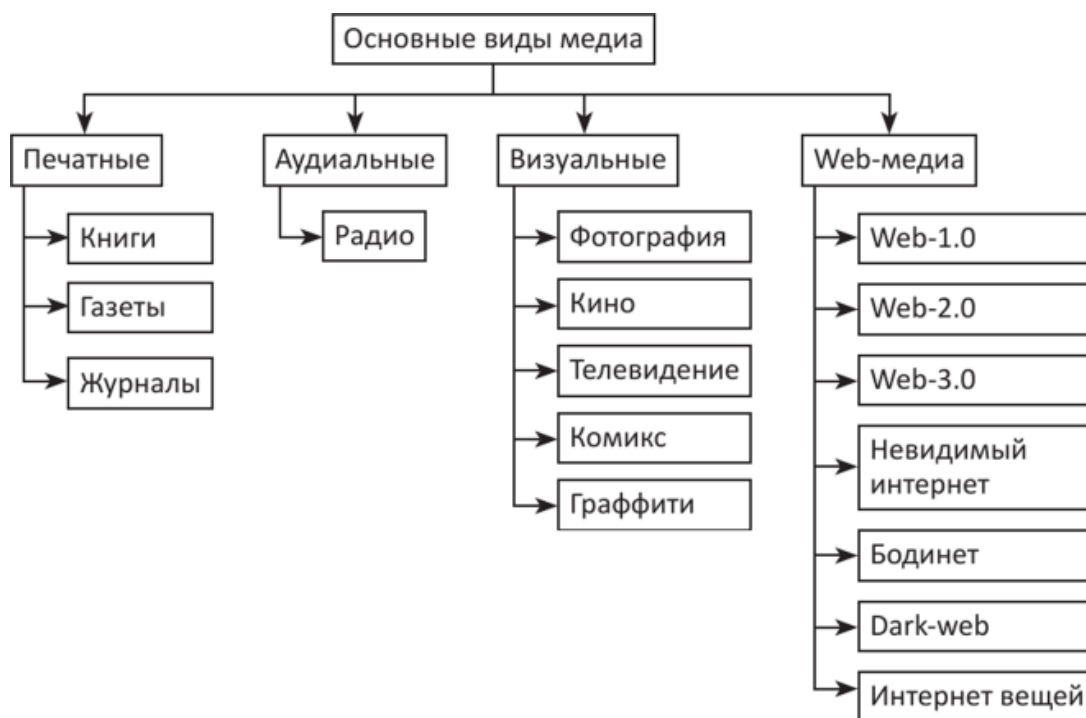 Основные виды медиа
Печатные
Книги
Газеты
Журналы
Аудиальные
Радио
Визуальные
Фотография
Кино
Телевидение
Комикс
Граффити
Web-медиа
Web-1.0
Web-2.0
Web-3.0
Невидимый
интернет
Бодинет
Dark-web
Интернет вещей